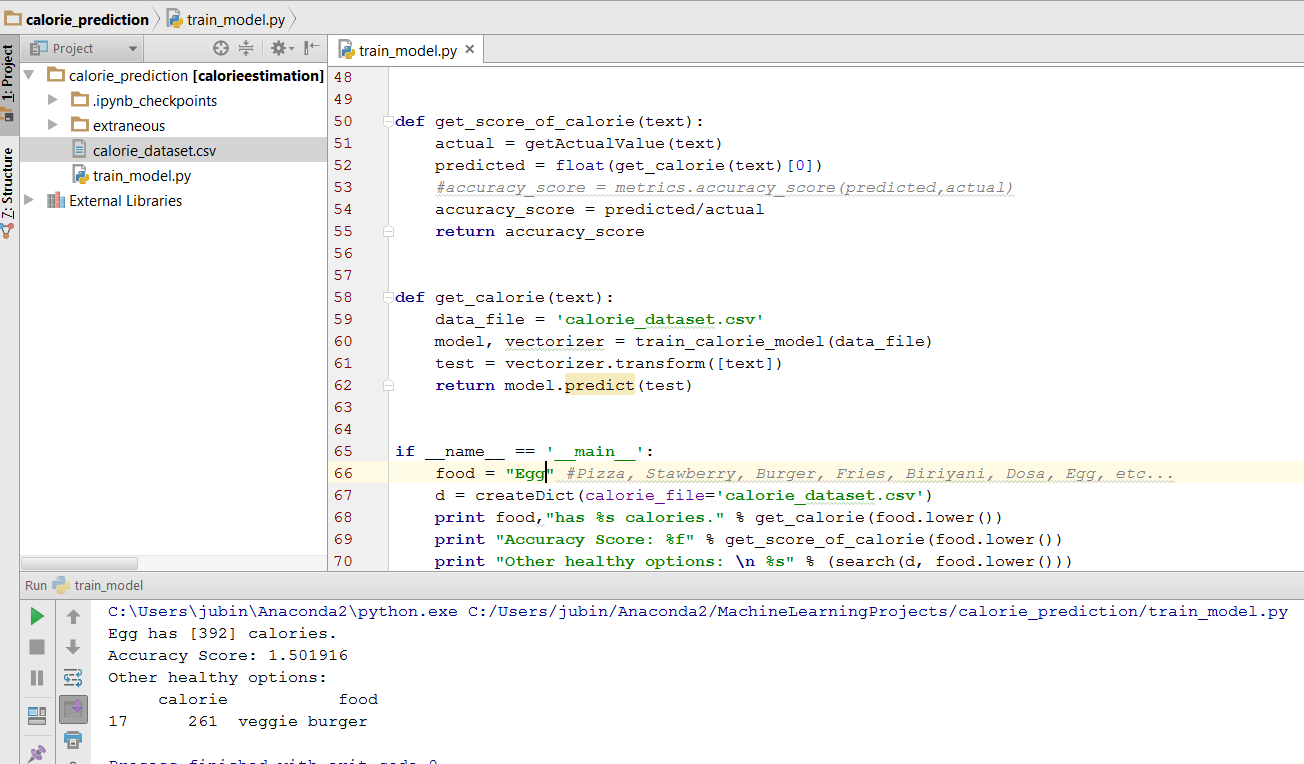 calorie_prediction train_model.py
1: Project
Z: Structure
Project
train_model.py ×
calorie_prediction [calorieestimation]
.ipynb_checkpoints
extraneous
calorie_dataset.csv
train_model.py
External Libraries
48
49
50 def get_score_of_calorie(text):
51 actual = getActualValue(text)
52 predicted = float(get_calorie(text)[0])
53 #accuracy_score = metrics.accuracy_score(predicted,actual)
54 accuracy_score = predicted/actual
55 return accuracy_score
56
57
58 def get_calorie(text):
59 data_file = 'calorie_dataset.csv'
60 model, vectorizer = train_calorie_model(data_file)
61 test = vectorizer.transform([text])
62 return model.predict(test)
63
64
65 if __name__ == '__main__':
66 food = "Egg" #Pizza, Stawberry, Burger, Fries, Biriyani, Dosa, Egg, etc...
67 d = createDict(calorie_file='calorie_dataset.csv')
68 print food,"has %s calories." % get_calorie(food.lower())
69 print "Accuracy Score: %f" % get_score_of_calorie(food.lower())
70 print "Other healthy options: \n %s" % (search(d, food.lower()))
Run train_model
C:\Users\jubin\Anaconda2\python.exe C:/Users/jubin/Anaconda2/MachineLearningProjects/calorie_prediction/train_model.py
Egg has [392] calories.
Accuracy Score: 1.501916
Other healthy options:
calorie food
17 261 veggie burger
Process finished with exit code 0